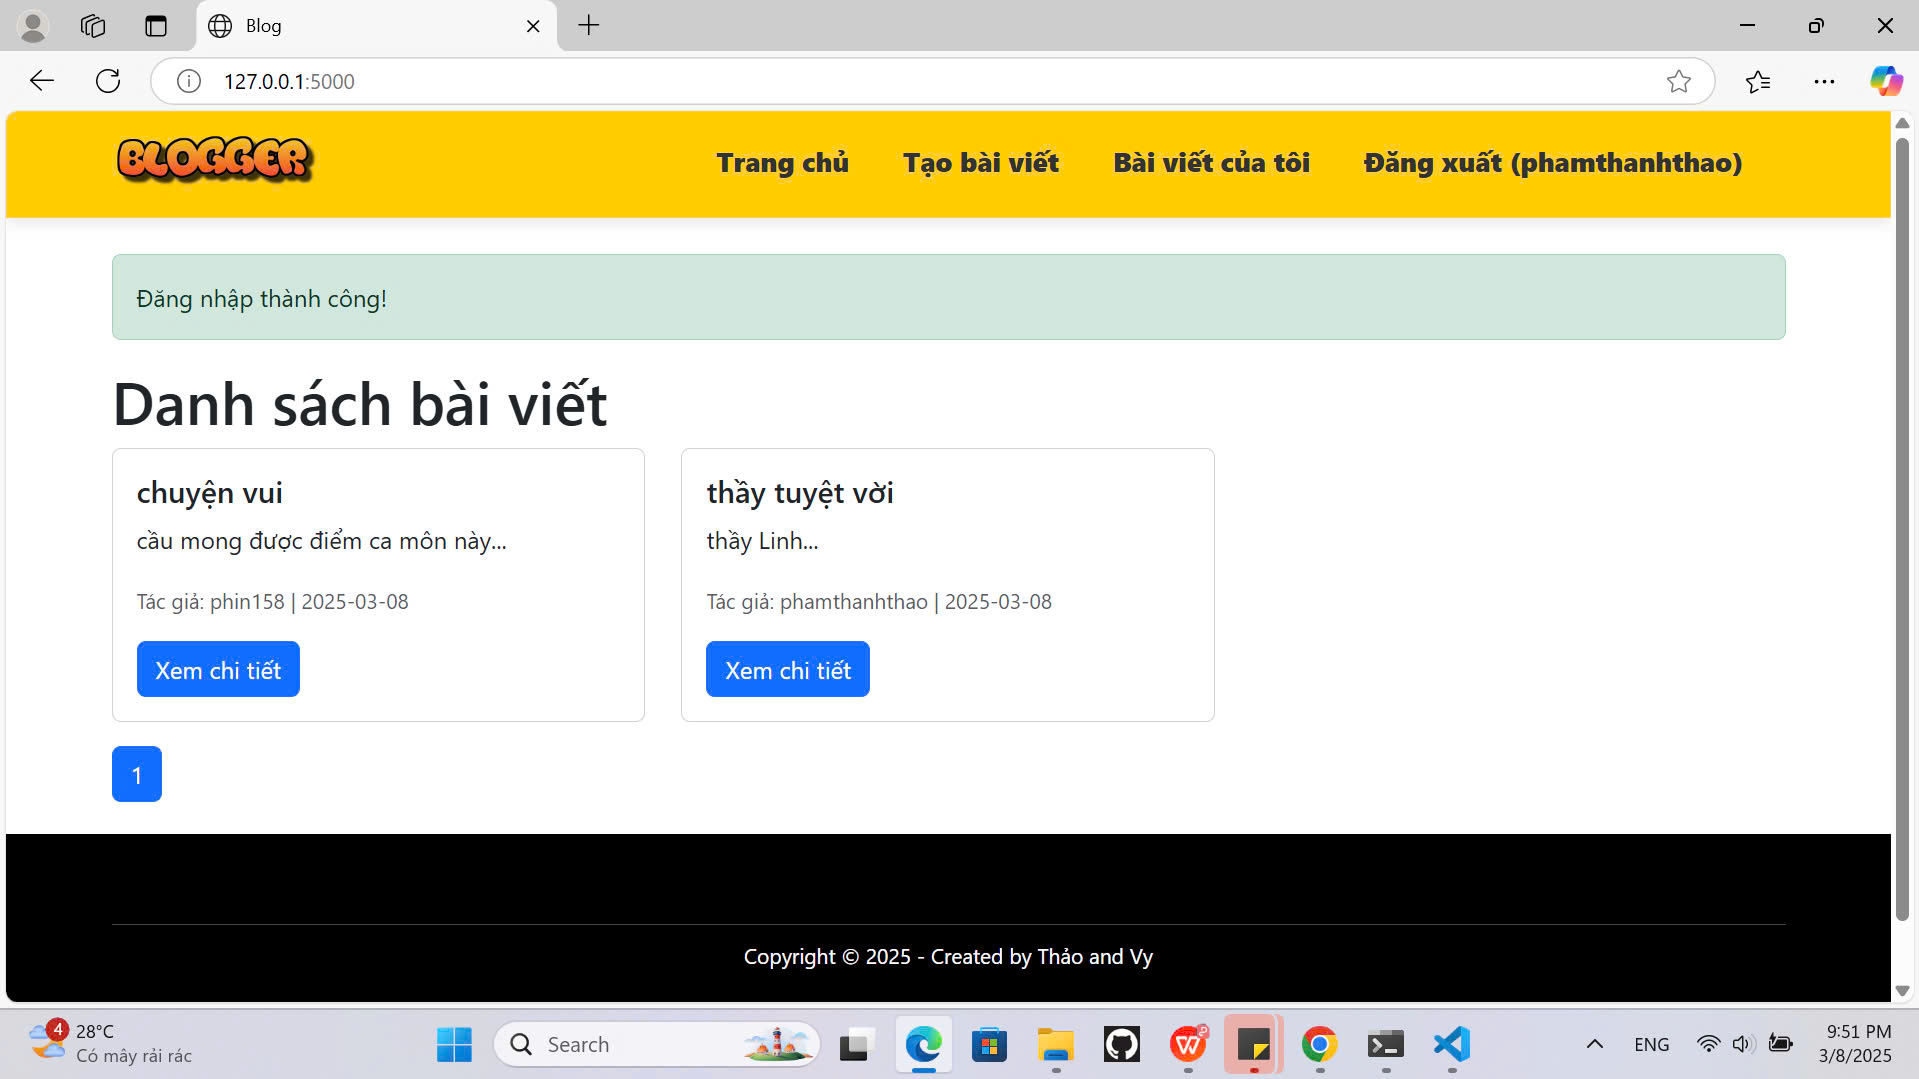 Blog
127.0.0.1:5000
BLOGGER
Trang chủ Tạo bài viết Bài viết của tôi Đăng xuất (phamthanhthao)
Đăng nhập thành công!
Danh sách bài viết
chuyện vui
cầu mong được điểm ca môn này...
Tác giả: phin158 | 2025-03-08
Xem chi tiết
thầy tuyệt vời
thầy Linh...
Tác giả: phamthanhthao | 2025-03-08
Xem chi tiết
1
Copyright © 2025 - Created by Thảo and Vy
4
28°C
Có mây rải rác
Search
ENG
9:51 PM
3/8/2025